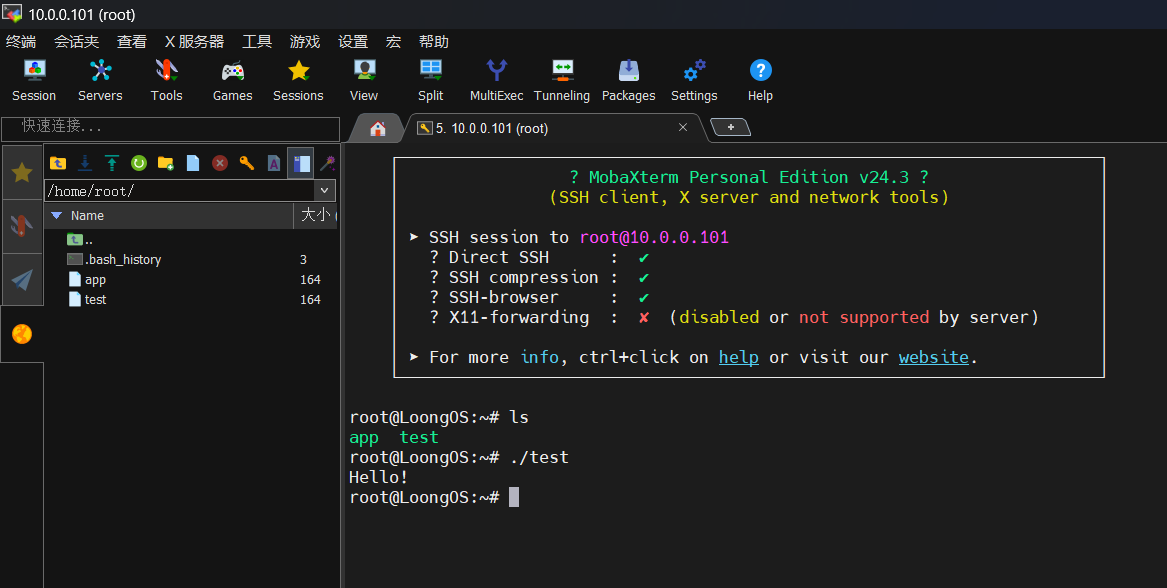 10.0.0.101 (root)
终端 会话夹 查看 X 服务器 工具 游戏 设置 宏 帮助
Session Servers Tools Games Sessions View Split MultiExec Tunneling Packages Settings Help
快速连接...
5. 10.0.0.101 (root)
/home/root/
Name 大小 (
..
.bash_history 3
app 164
test 164
? MobaXterm Personal Edition v24.3 ?
(SSH client, X server and network tools)
➤ SSH session to root@10.0.0.101
? Direct SSH : ✔
? SSH compression : ✔
? SSH-browser : ✔
? X11-forwarding : ✘ (disabled or not supported by server)
➤ For more info, ctrl+click on help or visit our website.
root@LoongOS:~# ls
app test
root@LoongOS:~# ./test
Hello!
root@LoongOS:~#